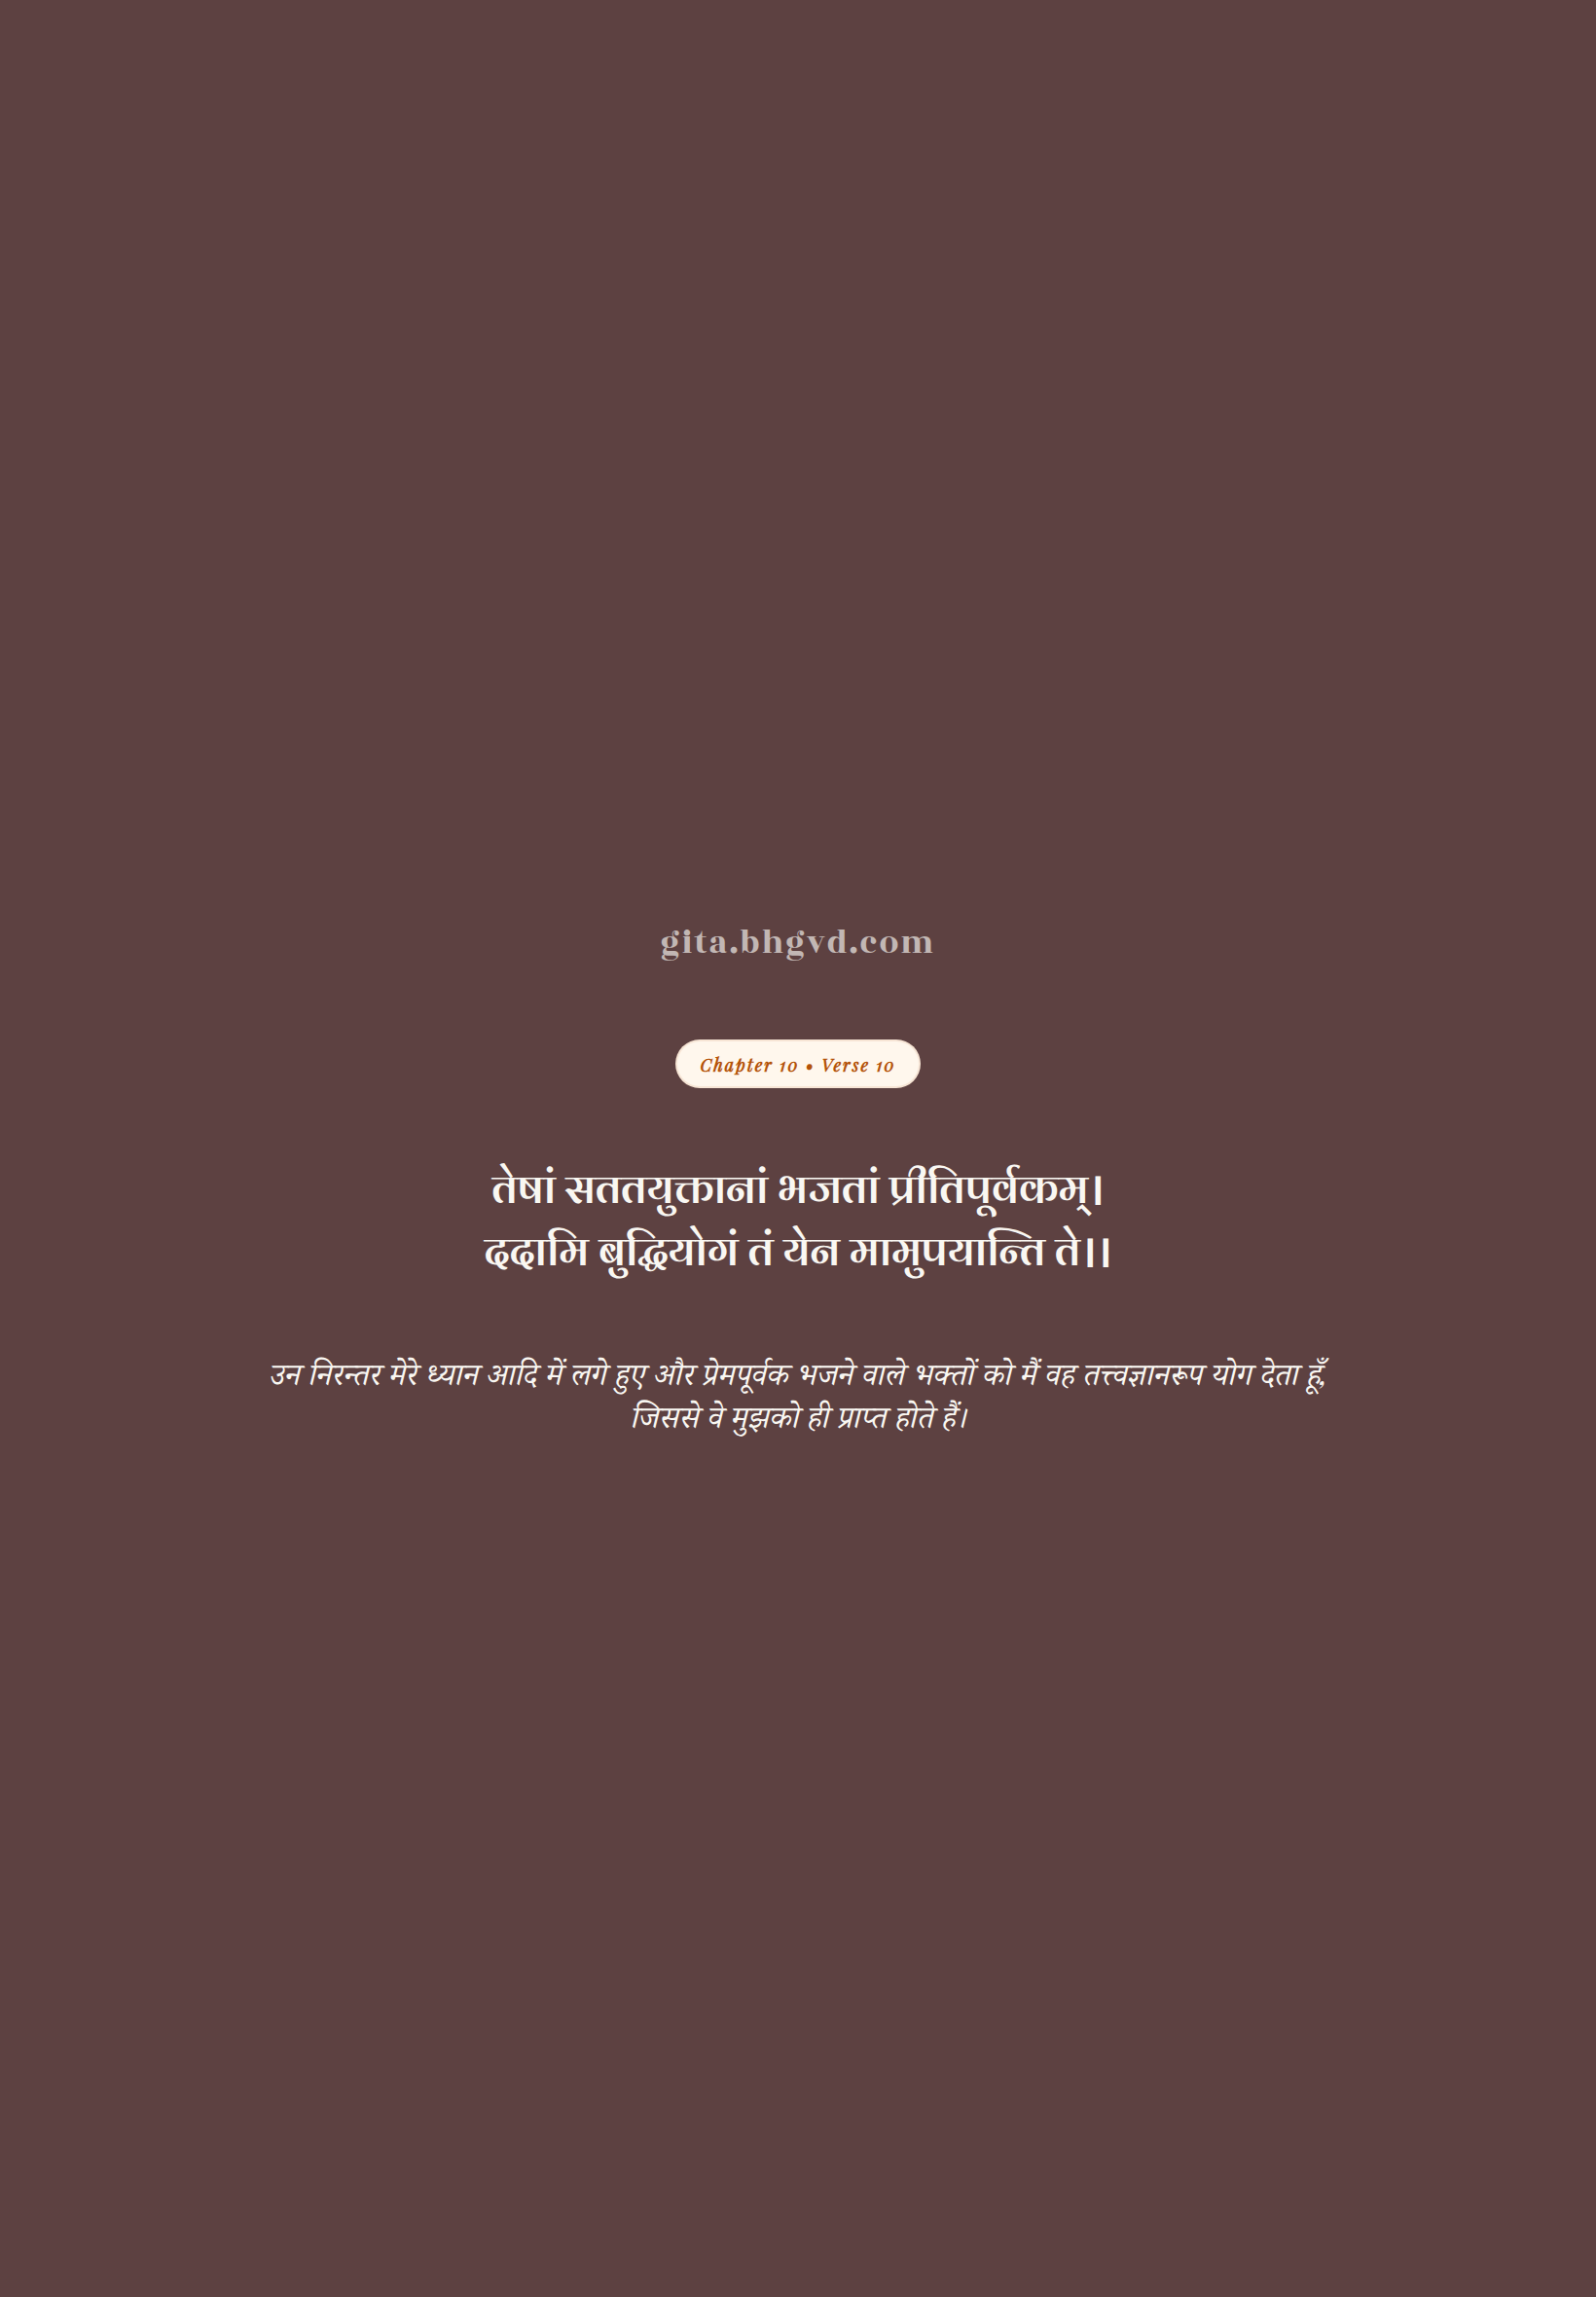 gita.bhgvd.com
Chapter 10 • Verse 10
तेषां सततयुक्तानां भजतां प्रीतिपूर्वकम्।
ददामि बुद्धियोगं तं येन मामुपयान्ति ते।।
उन निरन्तर मेरे ध्यान आदि में लगे हुए और प्रेमपूर्वक भजने वाले भक्तों को मैं वह तत्त्वज्ञानरूप योग देता हूँ,
जिससे वे मुझको ही प्राप्त होते हैं।